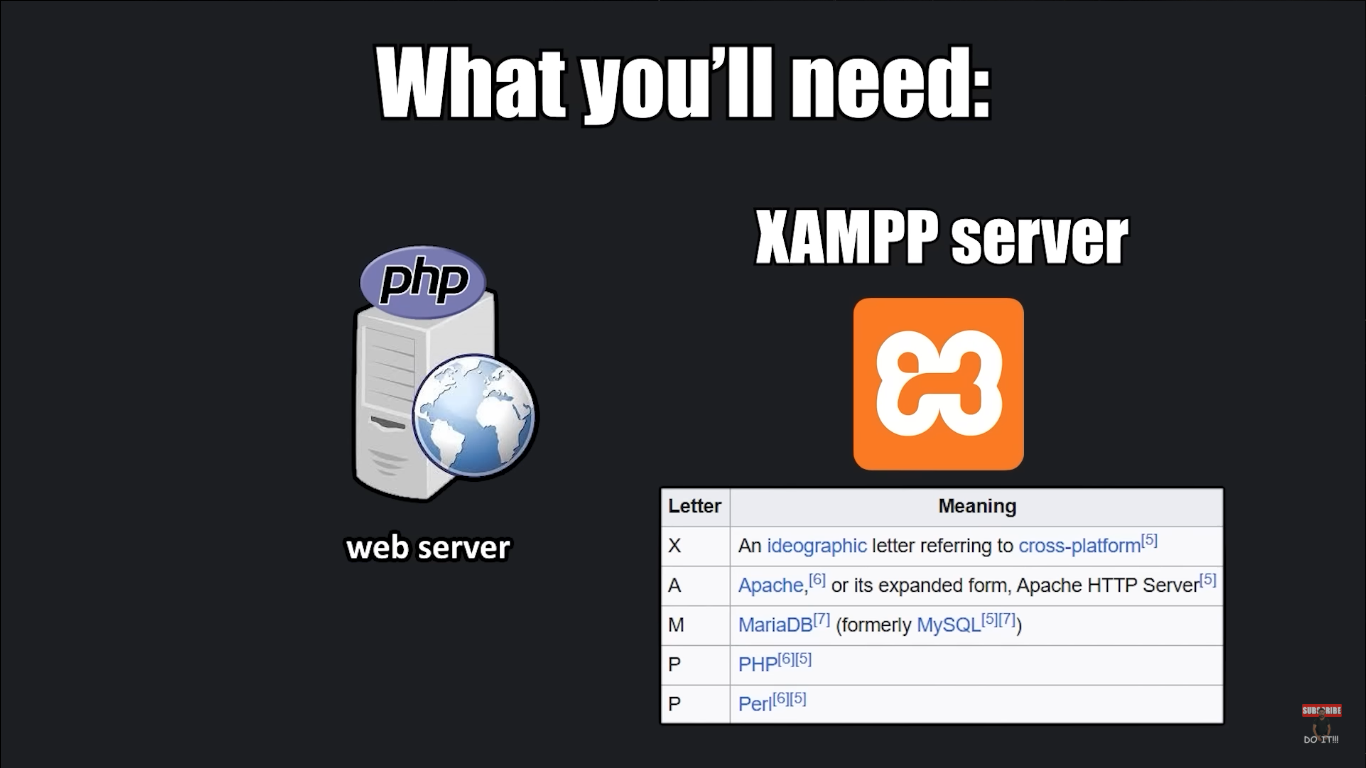 What you'll need:
XAMPP server
php
web server
Letter Meaning
X An ideographic letter referring to cross-platform[5]
A Apache,[6] or its expanded form, Apache HTTP Server[5]
M MariaDB[7] (formerly MySQL[5][7])
P PHP[6][5]
P Perl[6][5]
SUBSCRIBE
DO IT!!!